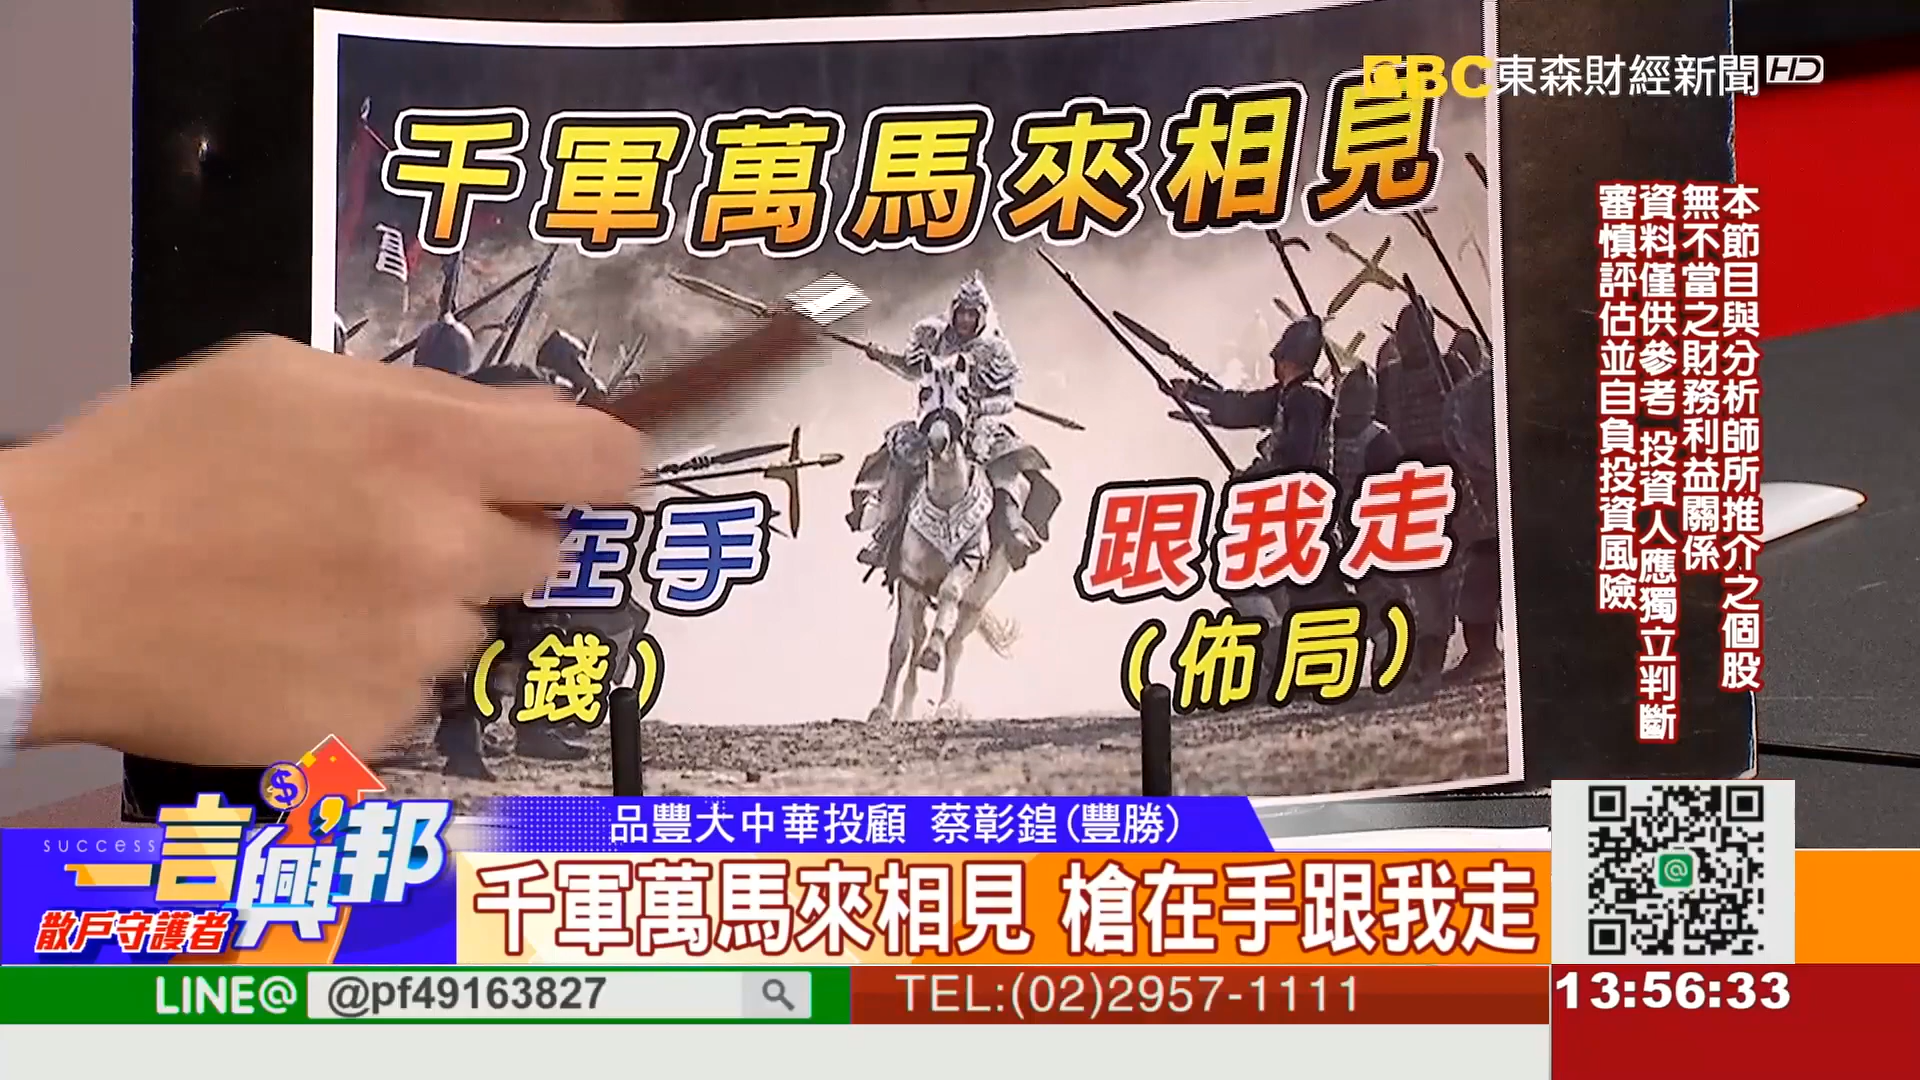 EBC東森財經新聞HD
千軍萬馬來相見
在手
(錢)
跟我走
(佈局)
本節目與分析師所推介之個股
無不當之財務利益關係
資料僅供參考 投資人應獨立判斷
審慎評估並自負投資風險
success
一言興邦
散戶守護者
品豐大中華投顧 蔡彰鍠(豐勝)
千軍萬馬來相見 槍在手跟我走
LINE@ @pf49163827
TEL:(02)2957-1111
13:56:33